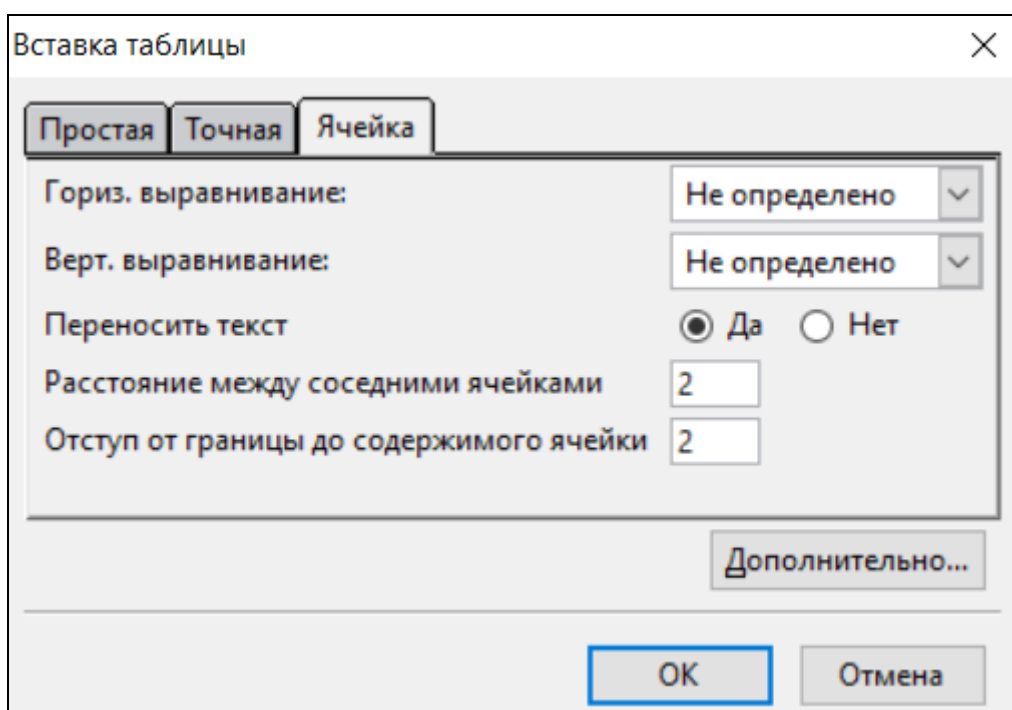 Вставка таблицы
Простая Точная Ячейка
Гориз. выравнивание: Не определено
Верт. выравнивание: Не определено
Переносить текст Да Нет
Расстояние между соседними ячейками 2
Отступ от границы до содержимого ячейки 2
Дополнительно...
ОК Отмена